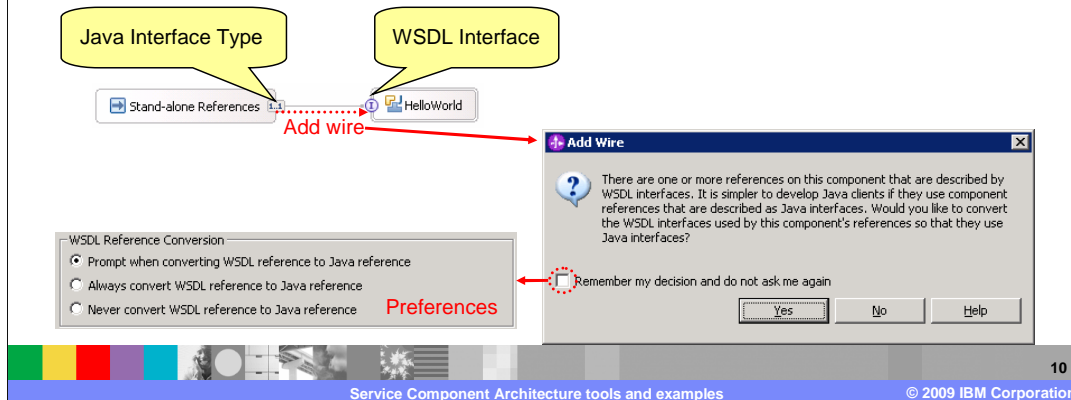 Java Interface Type
WSDL Interface
Stand-alone References
1..1
I
HelloWorld
Add wire
Add Wire
There are one or more references on this component that are described by
WSDL interfaces. It is simpler to develop Java clients if they use component
references that are described as Java interfaces. Would you like to convert
the WSDL interfaces used by this component's references so that they use
Java interfaces?
Remember my decision and do not ask me again
Yes
No
Help
WSDL Reference Conversion
Prompt when converting WSDL reference to Java reference
Always convert WSDL reference to Java reference
Never convert WSDL reference to Java reference
Preferences
10
Service Component Architecture tools and examples
© 2009 IBM Corporation